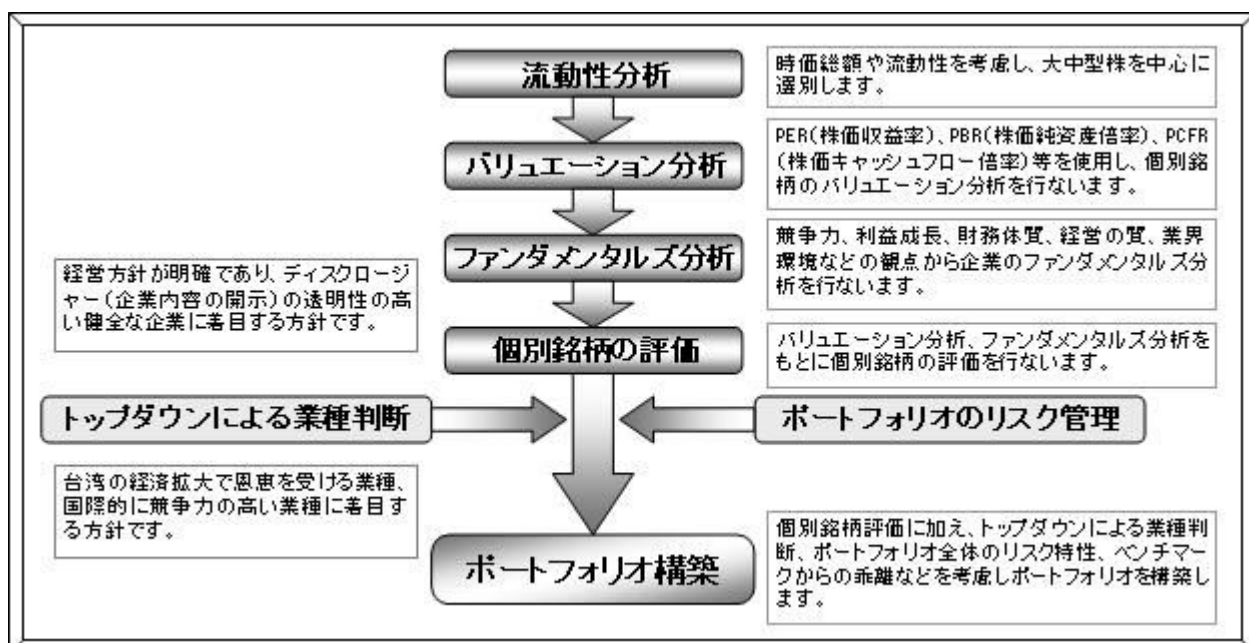 流動性分析
時価総額や流動性を考慮し、大中型株を中心に
選別します。
バリュエーション分析
PER(株価収益率)、PBR(株価純資産倍率)、PCFR
(株価キャッシュフロー倍率)等を使用し、個別銘
柄のバリュエーション分析を行ないます。
ファンダメンタルズ分析
競争力、利益成長、財務体質、経営の質、業界
環境などの観点から企業のファンダメンタルズ分
析を行ないます。
経営方針が明確であり、ディスクロージ
ャー(企業内容の開示)の透明性の高
い健全な企業に着目する方針です。
個別銘柄の評価
バリュエーション分析、ファンダメンタルズ分析を
もとに個別銘柄の評価を行ないます。
トップダウンによる業種判断
ポートフォリオのリスク管理
台湾の経済拡大で恩恵を受ける業種、
国際的に競争力の高い業種に着目す
る方針です。
ポートフォリオ構築
個別銘柄評価に加え、トップダウンによる業種判
断、ポートフォリオ全体のリスク特性、ベンチマー
クからの乖離などを考慮しポートフォリオを構築し
ます。